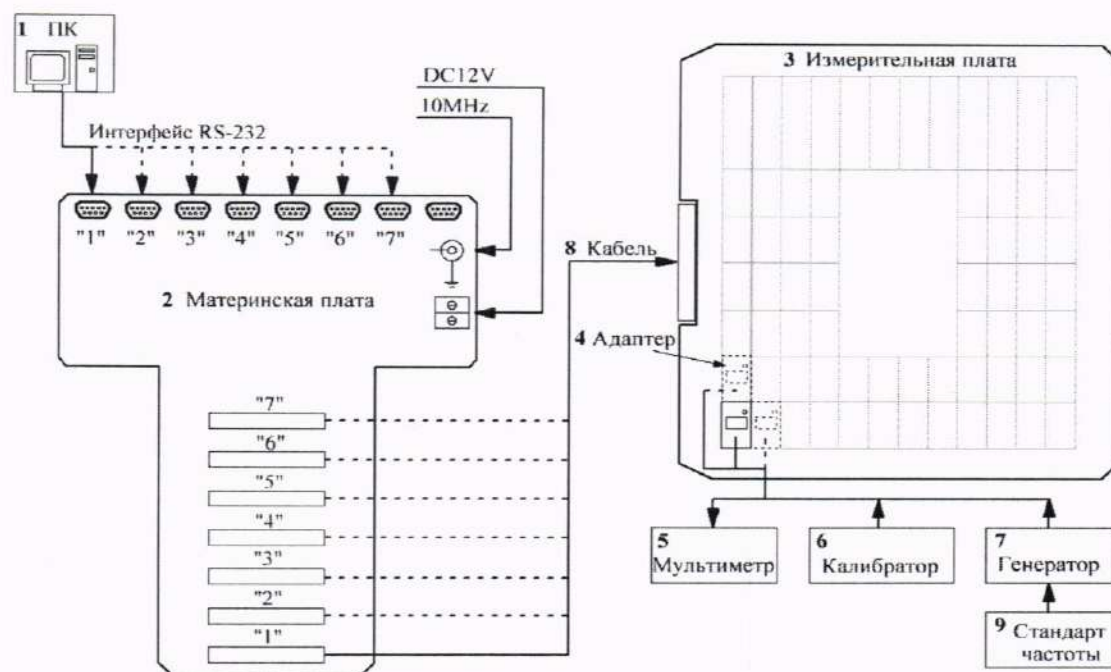 1 ПК
DC12V
10MHz
Интерфейс RS-232
"1" "2" "3" "4" "5" "6" "7"
2 Материнская плата
"7"
"6"
"5"
"4"
"3"
"2"
"1"
8 Кабель
3 Измерительная плата
4 Адаптер
5
Мультиметр
6
Калибратор
7
Генератор
9 Стандарт
частоты